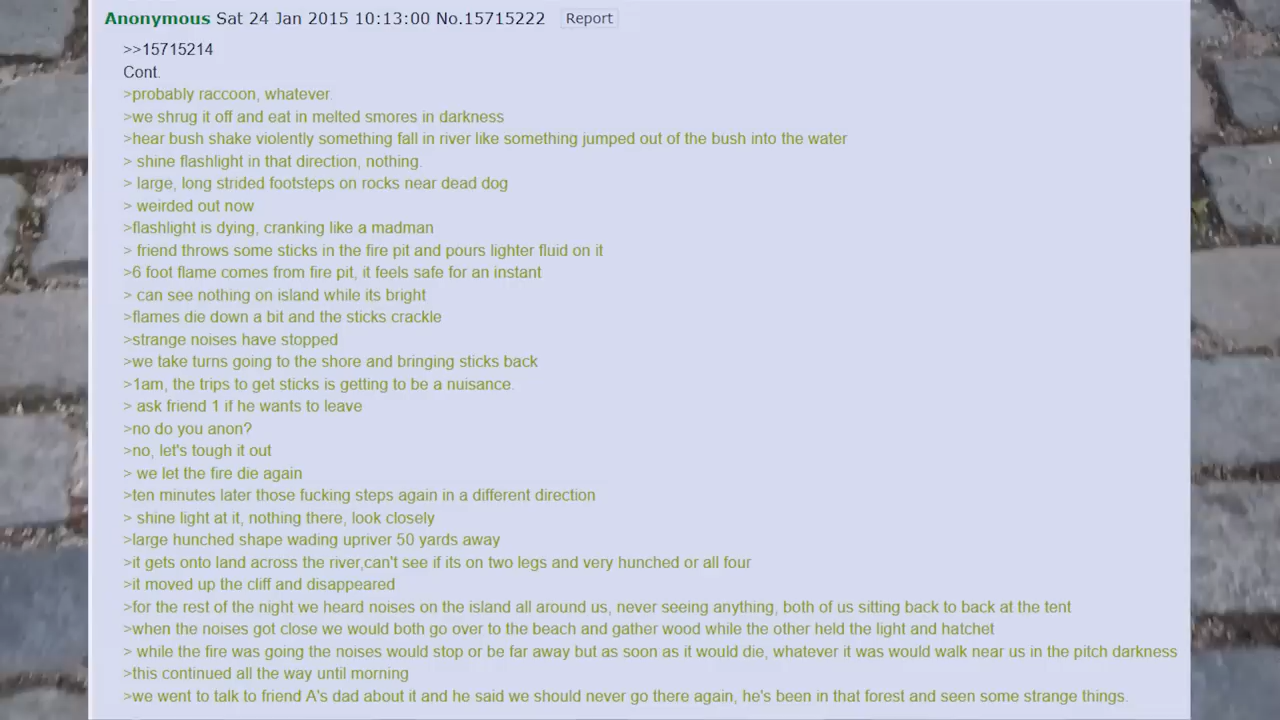 Anonymous Sat 24 Jan 2015 10:13:00 No.15715222 Report
>>15715214
Cont.
>probably raccoon, whatever.
>we shrug it off and eat in melted smores in darkness
>hear bush shake violently something fall in river like something jumped out of the bush into the water
> shine flashlight in that direction, nothing.
> large, long strided footsteps on rocks near dead dog
> weirded out now
>flashlight is dying, cranking like a madman
> friend throws some sticks in the fire pit and pours lighter fluid on it
>6 foot flame comes from fire pit, it feels safe for an instant
> can see nothing on island while its bright
>flames die down a bit and the sticks crackle
>strange noises have stopped
>we take turns going to the shore and bringing sticks back
>1am, the trips to get sticks is getting to be a nuisance.
> ask friend 1 if he wants to leave
>no do you anon?
>no, let's tough it out
> we let the fire die again
>ten minutes later those fucking steps again in a different direction
> shine light at it, nothing there, look closely
>large hunched shape wading upriver 50 yards away
>it gets onto land across the river,can't see if its on two legs and very hunched or all four
>it moved up the cliff and disappeared
>for the rest of the night we heard noises on the island all around us, never seeing anything, both of us sitting back to back at the tent
>when the noises got close we would both go over to the beach and gather wood while the other held the light and hatchet
> while the fire was going the noises would stop or be far away but as soon as it would die, whatever it was would walk near us in the pitch darkness
>this continued all the way until morning
>we went to talk to friend A's dad about it and he said we should never go there again, he's been in that forest and seen some strange things.